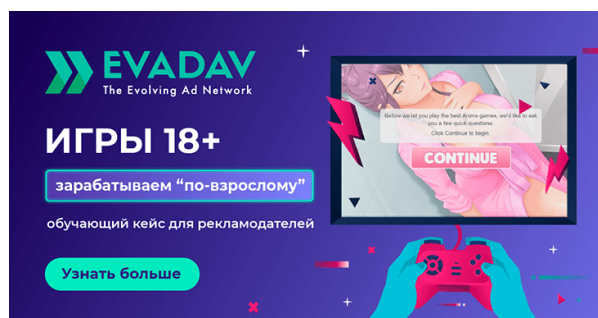 EVADAV
The Evolving Ad Network
ИГРЫ 18+
зарабатываем “по-взрослому”
обучающий кейс для рекламодателей
Узнать больше
Before we let you play the best Anime games, we'd like to ask
you a few quick questions.
Click Continue to begin.
CONTINUE